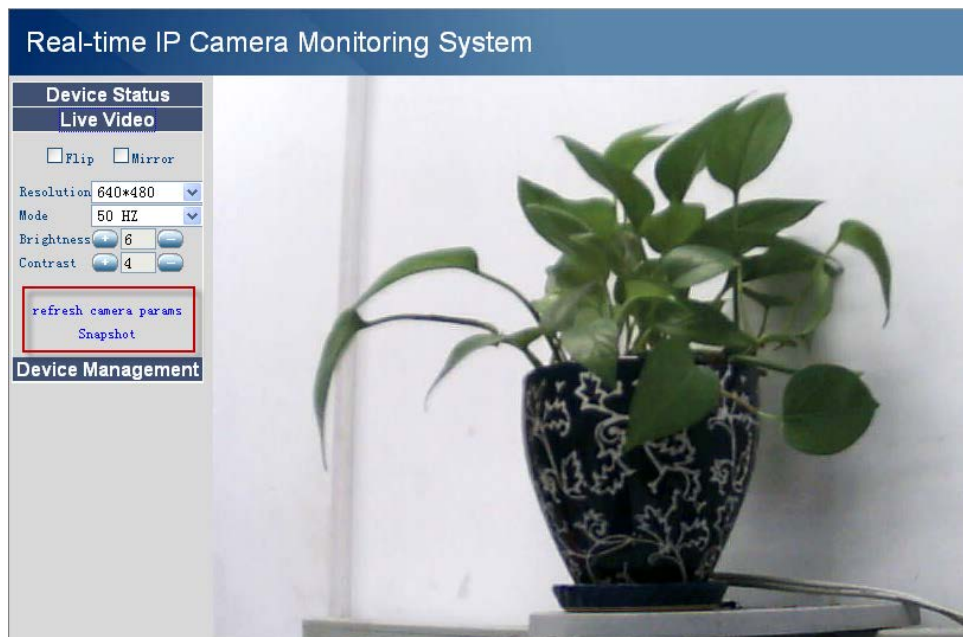 Real-time IP Camera Monitoring System
Device Status
Live Video
Flip Mirror
Resolution 640*480
Mode 50 HZ
Brightness + 6 -
Contrast + 4 -
refresh camera params
Snapshot
Device Management